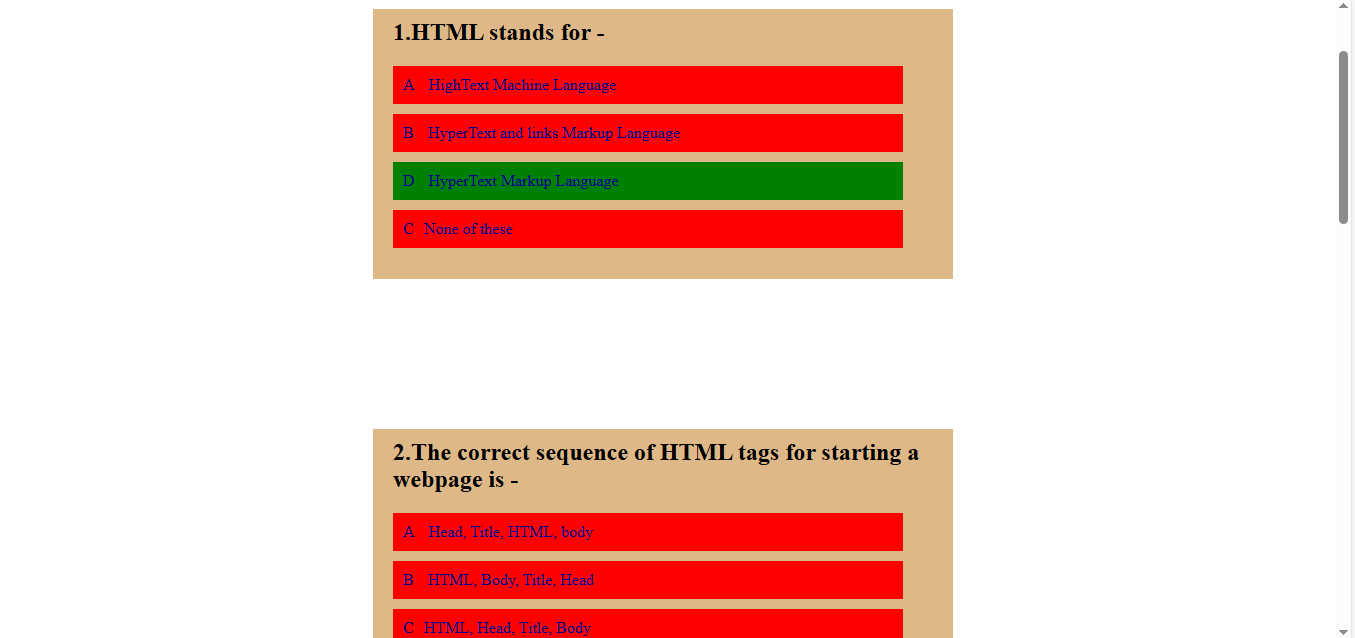 1.HTML stands for -
A HighText Machine Language
B HyperText and links Markup Language
D HyperText Markup Language
C None of these
2.The correct sequence of HTML tags for starting a
webpage is -
A Head, Title, HTML, body
B HTML, Body, Title, Head
C HTML, Head, Title, Body